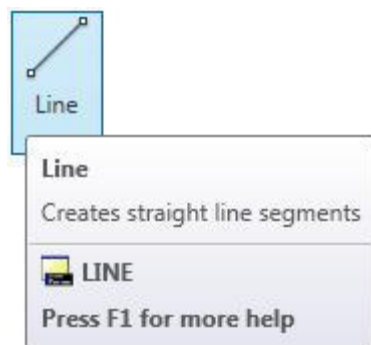 Line
Line
Creates straight line segments
LINE
Press F1 for more help